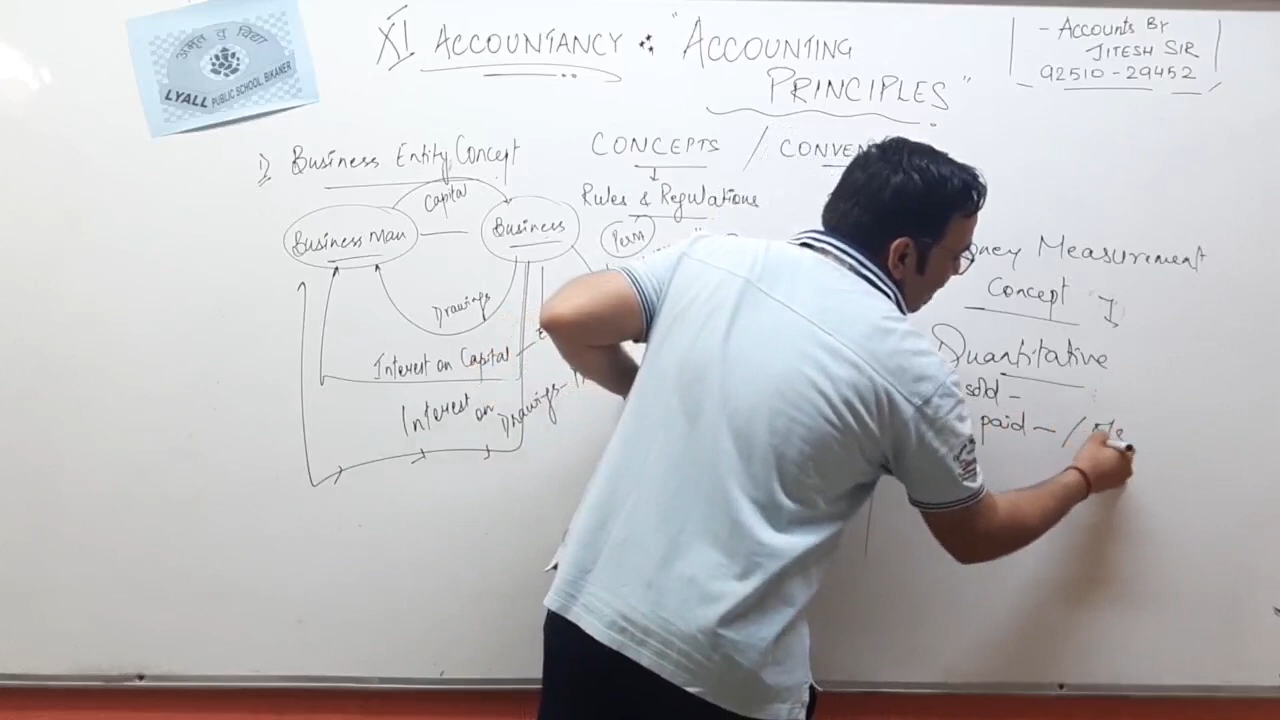 अमृतं तु विद्या
LYALL PUBLIC SCHOOL BIKANER
XI ACCOUNTANCY : "ACCOUNTING
PRINCIPLES"
- Accounts By
JITESH SIR
92510-29452
1) Business Entity Concept
Capital
Business Man
Business
Drawings
Interest on Capital
Interest on Drawings
CONCEPTS / CONVEN
Rules & Regulations
ney Measurement
Concept
Quantitative
sold -
paid -